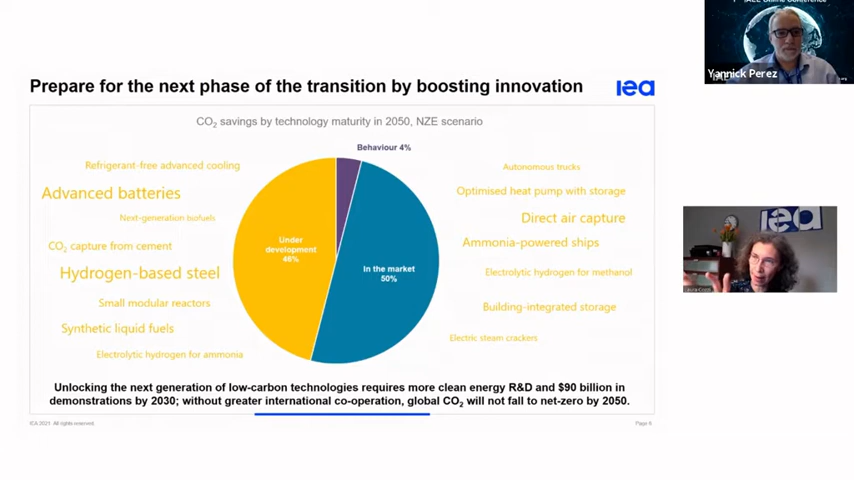 1st IAEE Online Conference
Yannick Perez
Prepare for the next phase of the transition by boosting innovation
iea
CO2 savings by technology maturity in 2050, NZE scenario
Behaviour 4%
Refrigerant-free advanced cooling
Advanced batteries
Next-generation biofuels
CO2 capture from cement
Hydrogen-based steel
Small modular reactors
Synthetic liquid fuels
Electrolytic hydrogen for ammonia
Under
development
46%
In the market
50%
Autonomous trucks
Optimised heat pump with storage
Direct air capture
Ammonia-powered ships
Electrolytic hydrogen for methanol
Building-integrated storage
Electric steam crackers
iea
Unlocking the next generation of low-carbon technologies requires more clean energy R&D and $90 billion in
demonstrations by 2030; without greater international co-operation, global CO2 will not fall to net-zero by 2050.
IEA 2021. All rights reserved.
Page 6